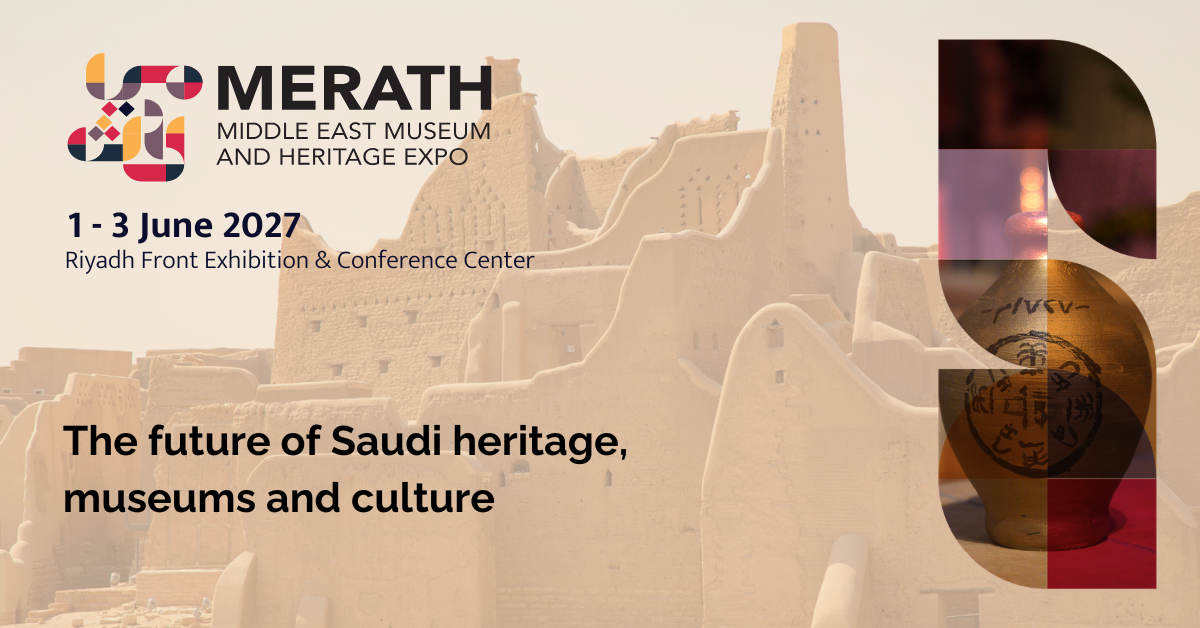 MERATH
MIDDLE EAST MUSEUM
AND HERITAGE EXPO
1 - 3 June 2027
Riyadh Front Exhibition & Conference Center
The future of Saudi heritage,
museums and culture